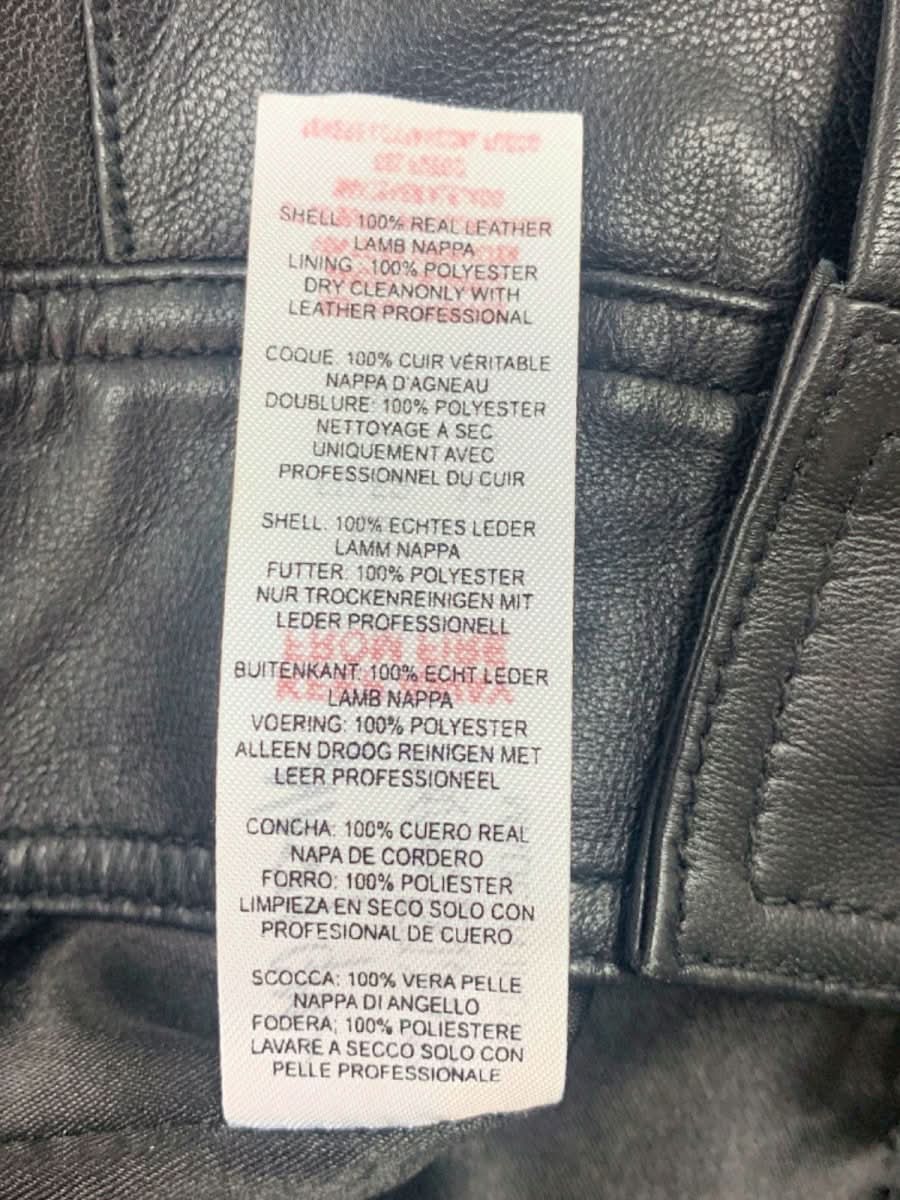 SHELL: 100% REAL LEATHER
LAMB NAPPA
LINING : 100% POLYESTER
DRY CLEANONLY WITH
LEATHER PROFESSIONAL
COQUE: 100% CUIR VÉRITABLE
NAPPA D'AGNEAU
DOUBLURE: 100% POLYESTER
NETTOYAGE À SEC
UNIQUEMENT AVEC
PROFESSIONNEL DU CUIR
SHELL: 100% ECHTES LEDER
LAMM NAPPA
FUTTER: 100% POLYESTER
NUR TROCKENREINIGEN MIT
LEDER PROFESSIONELL
BUITENKANT: 100% ECHT LEDER
LAMB NAPPA
VOERING: 100% POLYESTER
ALLEEN DROOG REINIGEN MET
LEER PROFESSIONEEL
CONCHA: 100% CUERO REAL
NAPA DE CORDERO
FORRO: 100% POLIESTER
LIMPIEZA EN SECO SOLO CON
PROFESIONAL DE CUERO
SCOCCA: 100% VERA PELLE
NAPPA DI ANGELLO
FODERA; 100% POLIESTERE
LAVARE A SECCO SOLO CON
PELLE PROFESSIONALE